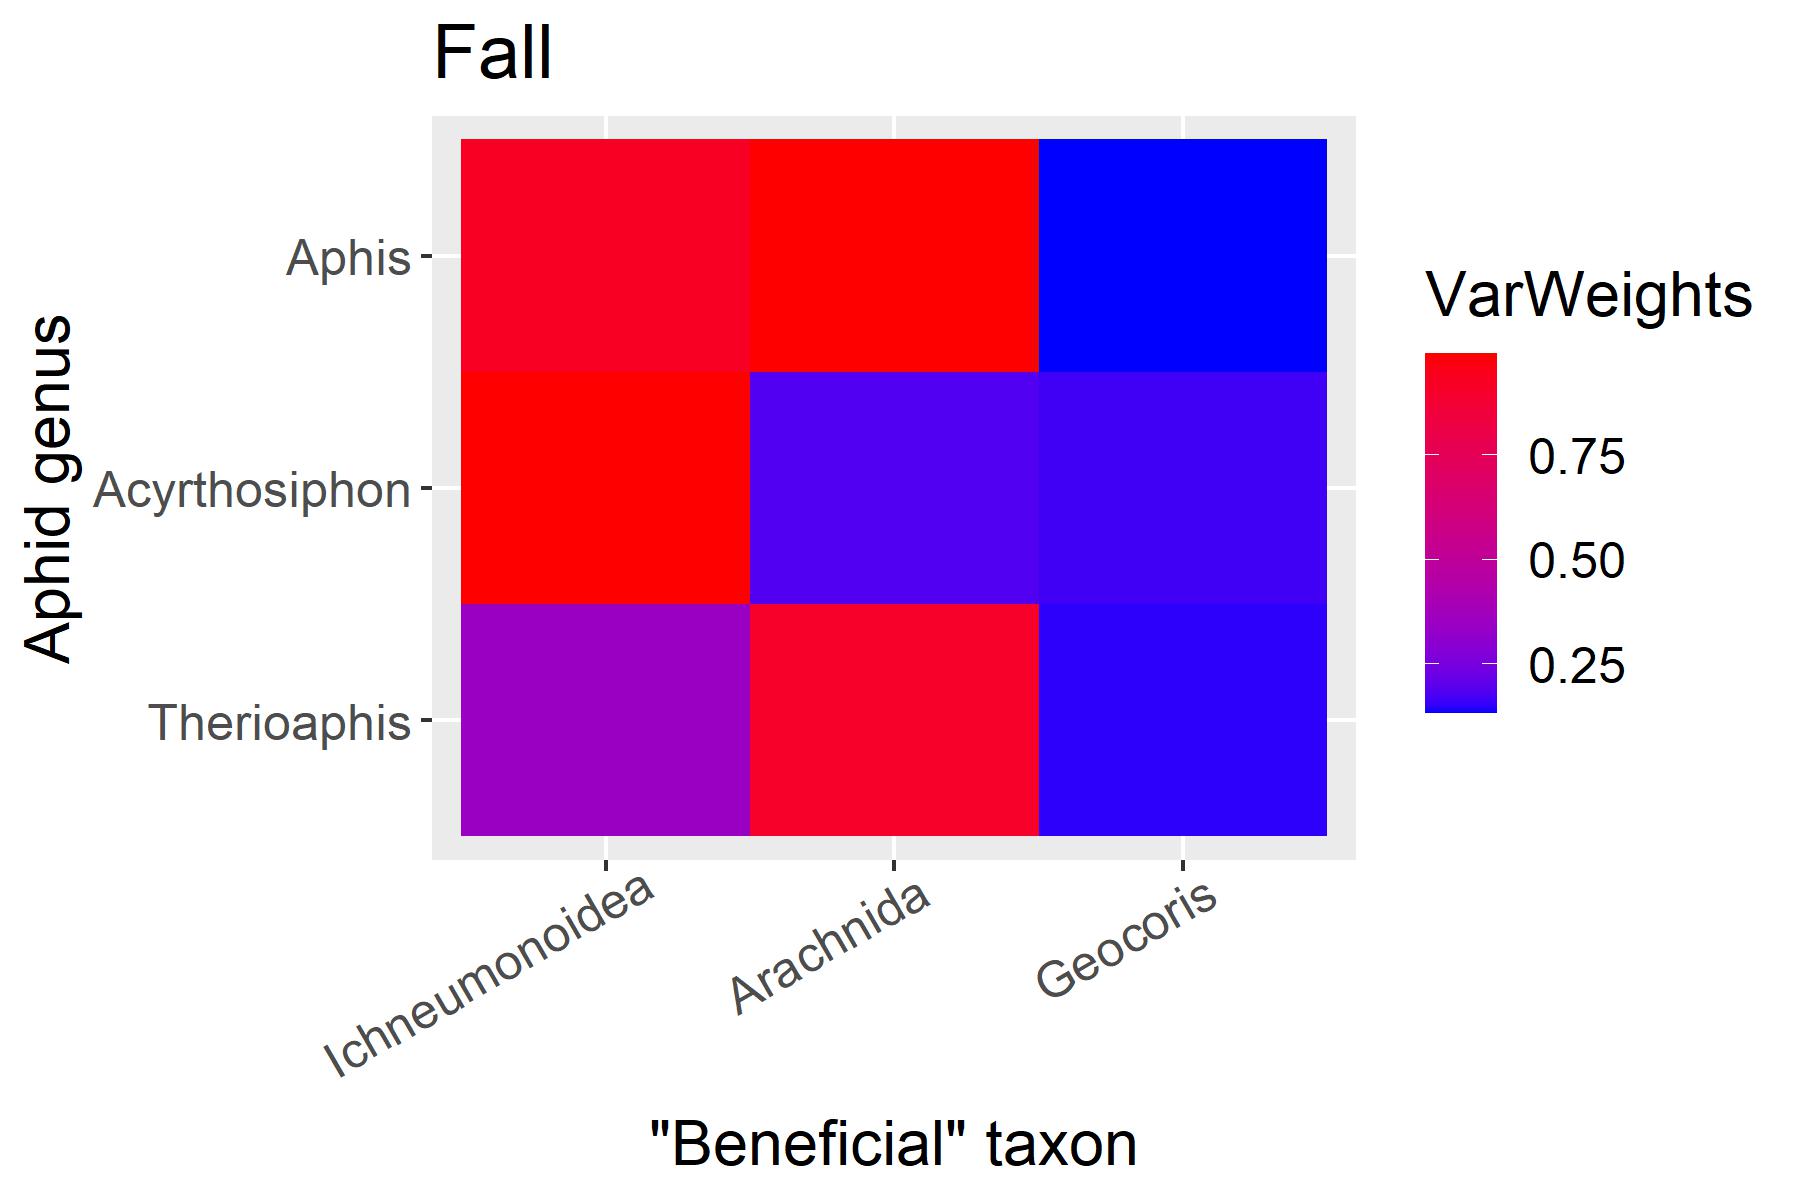 Fall
Aphid genus
Aphis
Acyrthosiphon
Therioaphis
Ichneumonoidea
Arachnida
Geocoris
"Beneficial" taxon
VarWeights
0.75
0.50
0.25